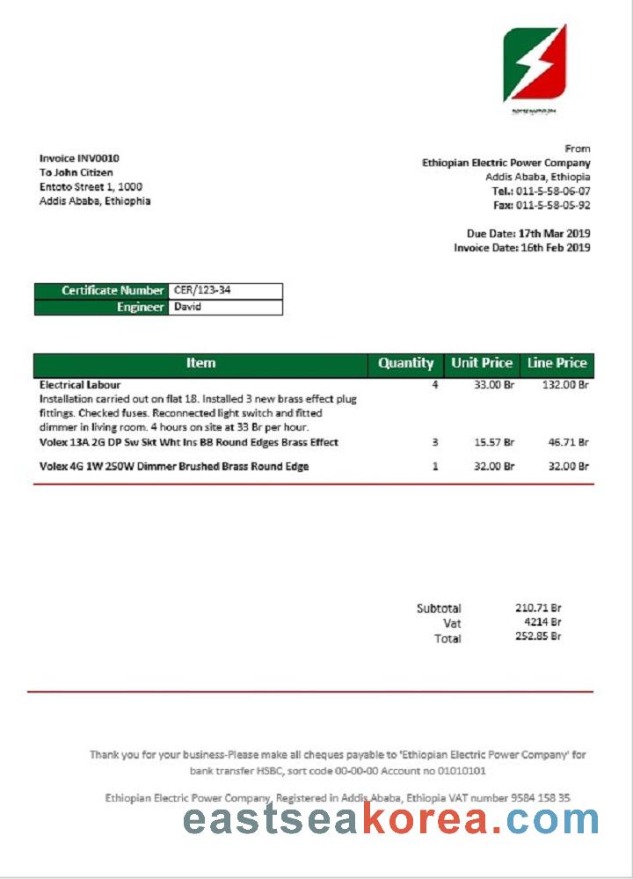 From
Ethiopian Electric Power Company
Addis Ababa, Ethiopia
Tel.: 011-5-58-06-07
Fax: 011-5-58-05-92
Invoice INV0010
To John Citizen
Entoto Street 1, 1000
Addis Ababa, Ethiophia
Due Date: 17th Mar 2019
Invoice Date: 16th Feb 2019
Certificate Number CER/123-34
Engineer David
Item Quantity Unit Price Line Price
Electrical Labour 4 33.00 Br 132.00 Br
Installation carried out on flat 18. Installed 3 new brass effect plug
fittings. Checked fuses. Reconnected light switch and fitted
dimmer in living room. 4 hours on site at 33 Br per hour.
Volex 13A 2G DP Sw Skt Wht Ins BB Round Edges Brass Effect 3 15.57 Br 46.71 Br
Volex 4G 1W 250W Dimmer Brushed Brass Round Edge 1 32.00 Br 32.00 Br
Subtotal 210.71 Br
Vat 4214 Br
Total 252.85 Br
Thank you for your business-Please make all cheques payable to 'Ethiopian Electric Power Company' for
bank transfer HSBC, sort code 00-00-00 Account no 01010101
Ethiopian Electric Power Company, Registered in Addis Ababa, Ethiopia VAT number 9584 158 35
eastseakorea.com